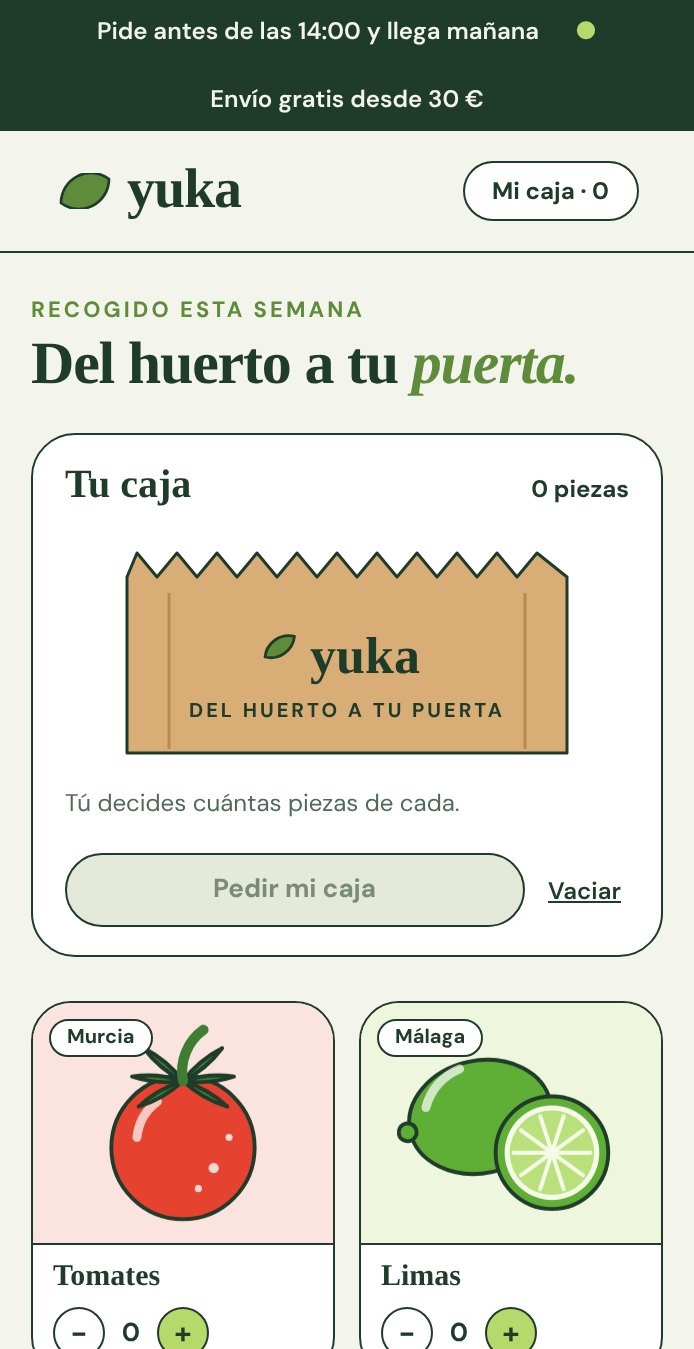 Pide antes de las 14:00 y llega mañana
Envío gratis desde 30 €
yuka
Mi caja · 0
RECOGIDO ESTA SEMANA
Del huerto a tu puerta.
Tu caja
0 piezas
yuka
DEL HUERTO A TU PUERTA
Tú decides cuántas piezas de cada.
Pedir mi caja
Vaciar
Murcia
Málaga
Tomates
Limas
− 0 +
− 0 +